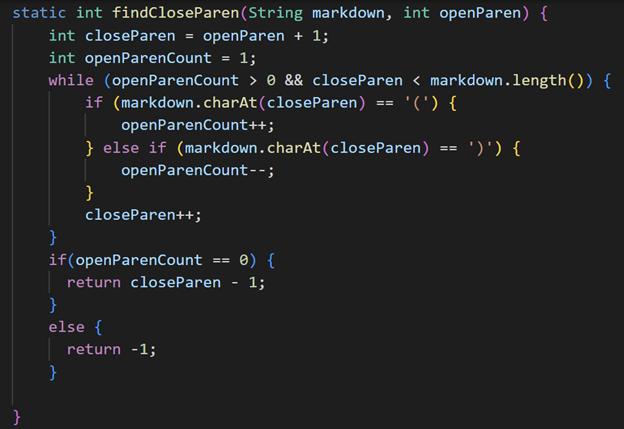 static int findCloseParen(String markdown, int openParen) {
    int closeParen = openParen + 1;
    int openParenCount = 1;
    while (openParenCount > 0 && closeParen < markdown.length()) {
        if (markdown.charAt(closeParen) == '(') {
            openParenCount++;
        } else if (markdown.charAt(closeParen) == ')') {
            openParenCount--;
        }
        closeParen++;
    }
    if(openParenCount == 0) {
      return closeParen - 1;
    }
    else {
      return -1;
    }

}